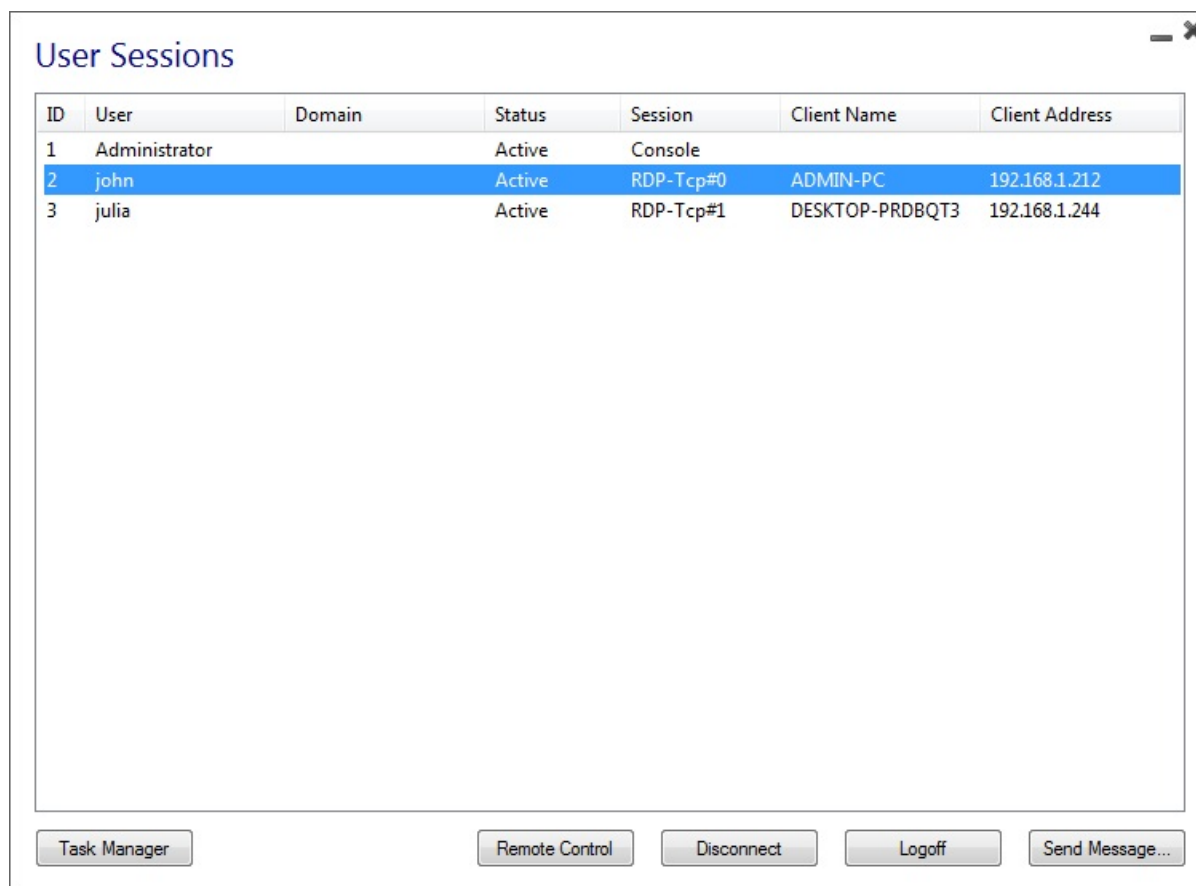 User Sessions
ID User Domain Status Session Client Name Client Address
1 Administrator Active Console
2 john Active RDP-Tcp#0 ADMIN-PC 192.168.1.212
3 julia Active RDP-Tcp#1 DESKTOP-PRDBQT3 192.168.1.244
Task Manager Remote Control Disconnect Logoff Send Message...